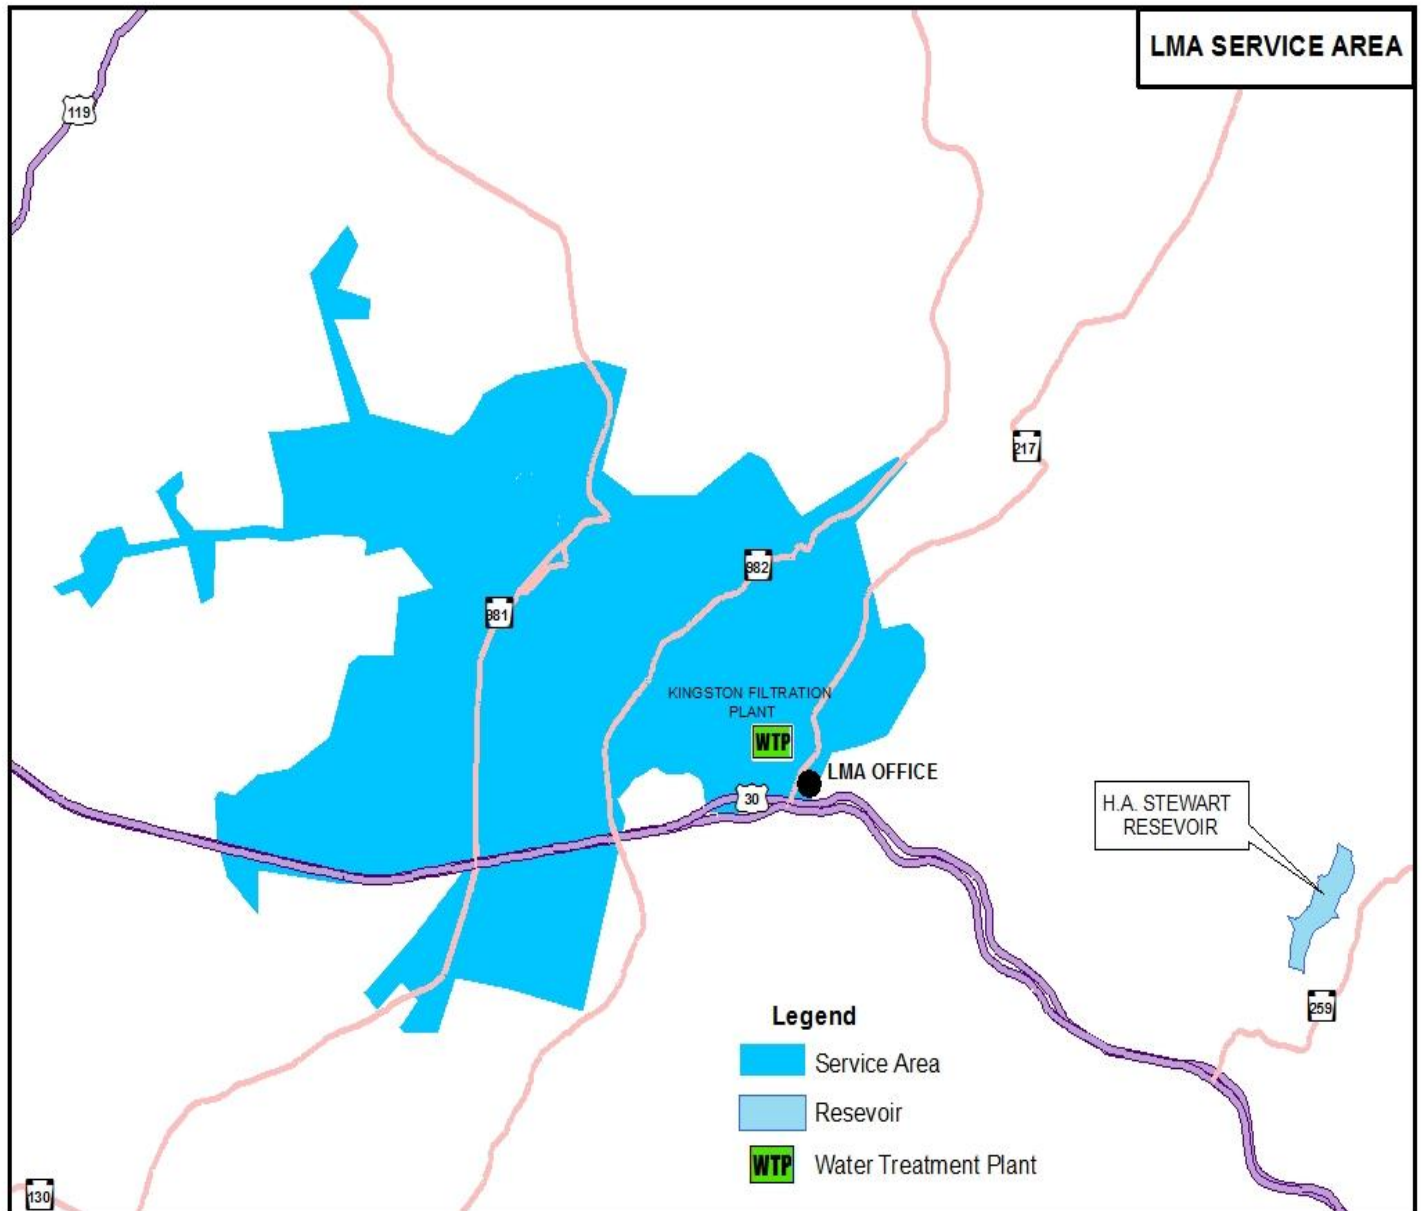 LMA SERVICE AREA
119
217
982
981
KINGSTON FILTRATION
PLANT
WTP
LMA OFFICE
30
H.A. STEWART
RESEVOIR
259
Legend
Service Area
Resevoir
WTP
Water Treatment Plant
130